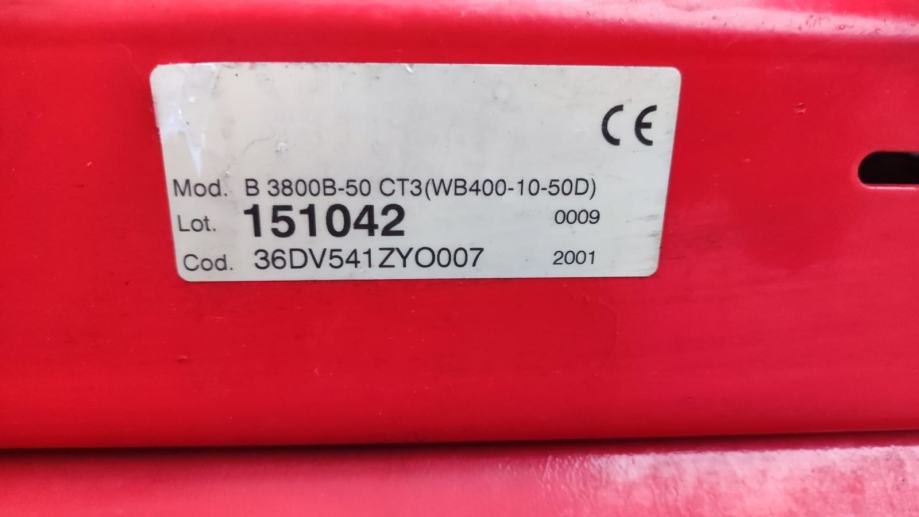 CE
Mod. B 3800B-50 CT3(WB400-10-50D)
Lot. 151042 0009
Cod. 36DV541ZYO007 2001